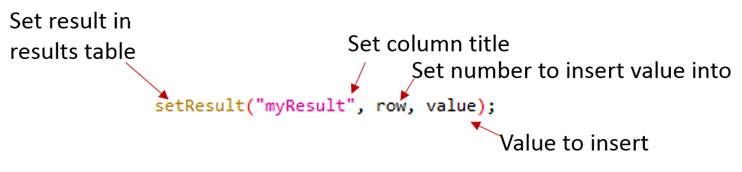 Set result in
results table
Set column title
Set number to insert value into
setResult("myResult", row, value);
Value to insert